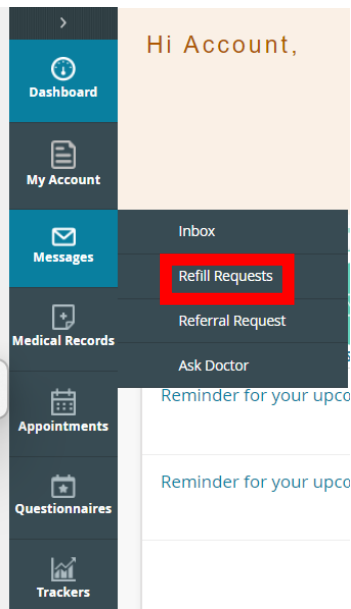 Hi Account,
Dashboard
My Account
Messages
Inbox
Refill Requests
Referral Request
Ask Doctor
Medical Records
Appointments
Reminder for your upco
Questionnaires
Reminder for your upco
Trackers